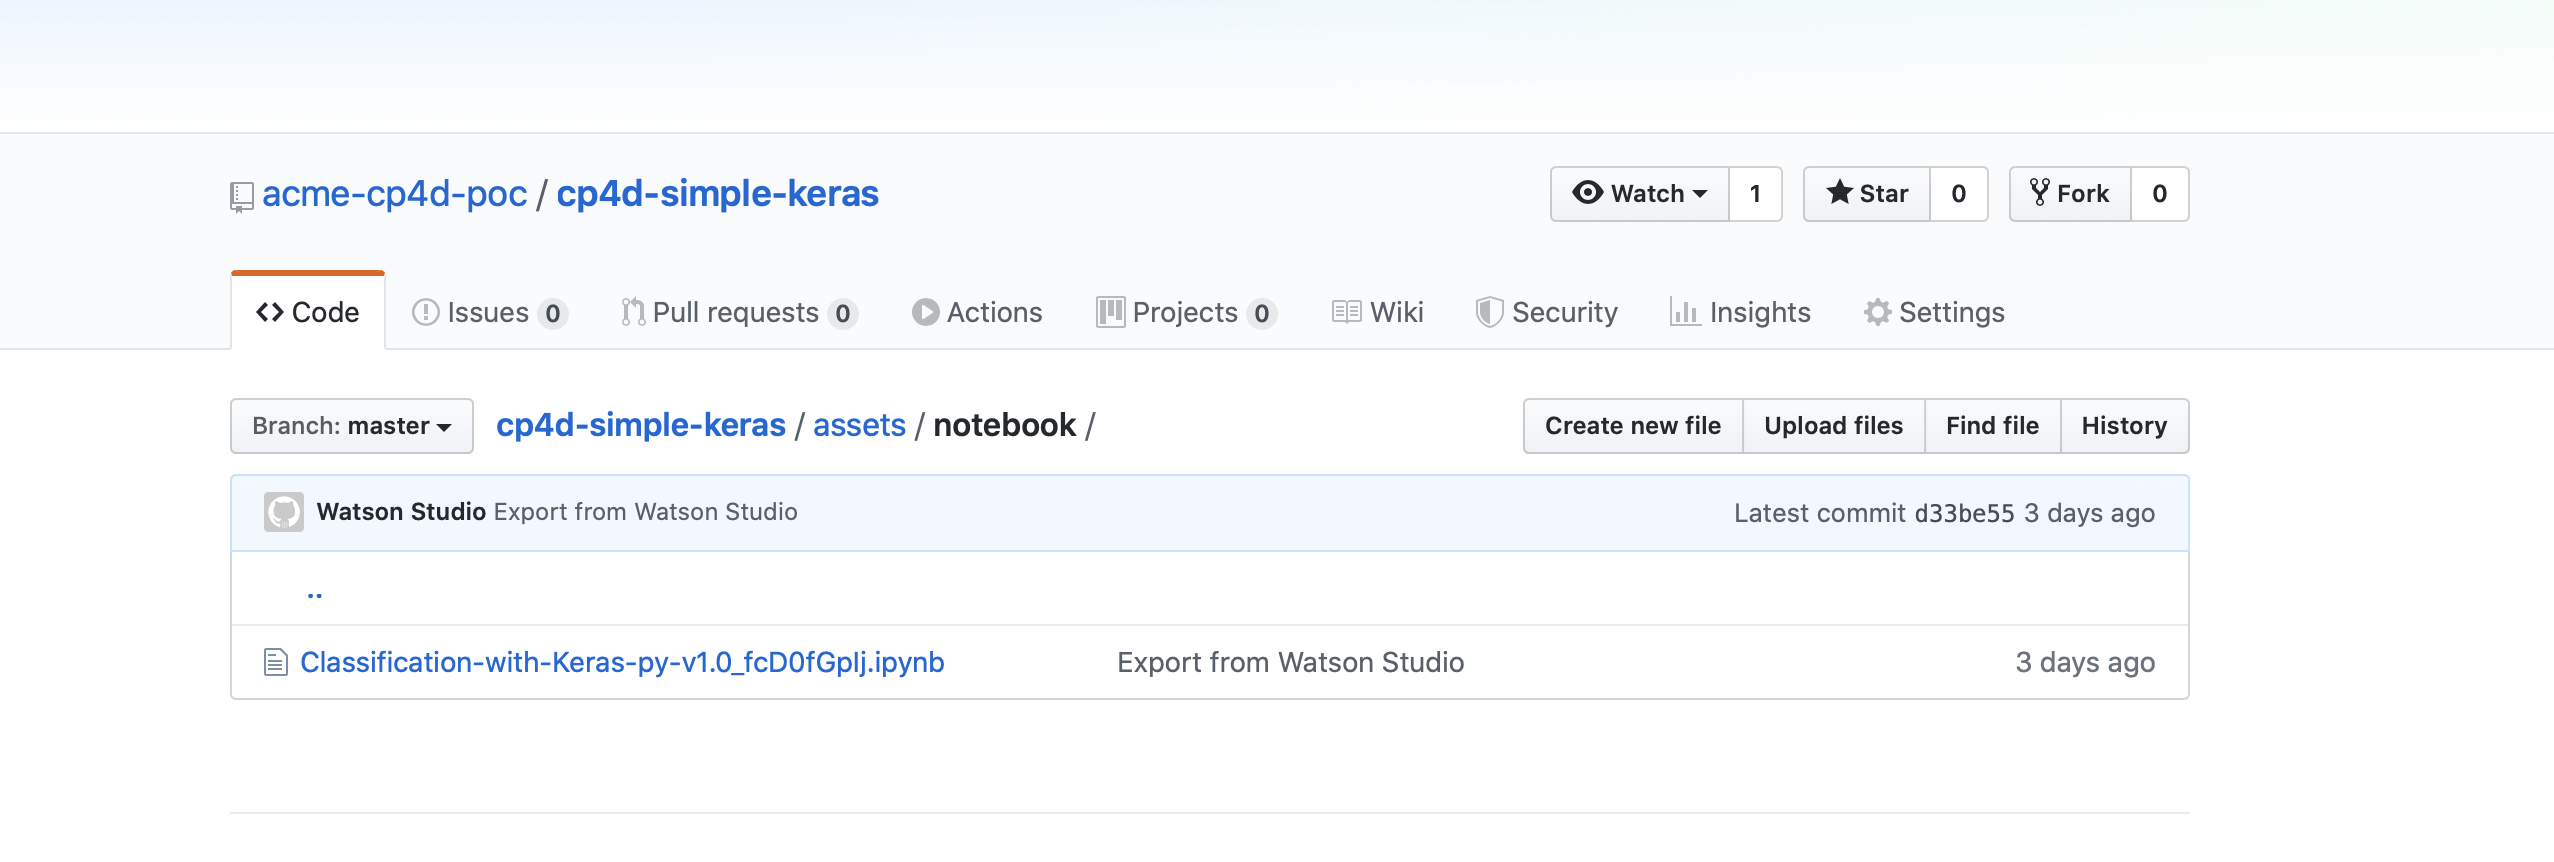 acme-cp4d-poc / cp4d-simple-keras
Watch 1 Star 0 Fork 0
Code Issues 0 Pull requests 0 Actions Projects 0 Wiki Security Insights Settings
Branch: master cp4d-simple-keras / assets / notebook / Create new file Upload files Find file History
Watson Studio Export from Watson Studio Latest commit d33be55 3 days ago
..
Classification-with-Keras-py-v1.0_fcD0fGpIj.ipynb Export from Watson Studio 3 days ago